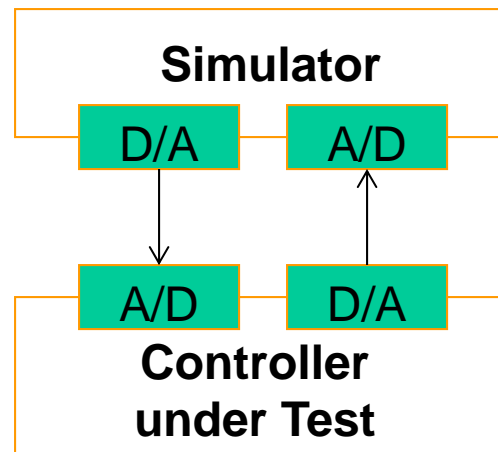 Simulator
D/A A/D
A/D D/A
Controller
under Test